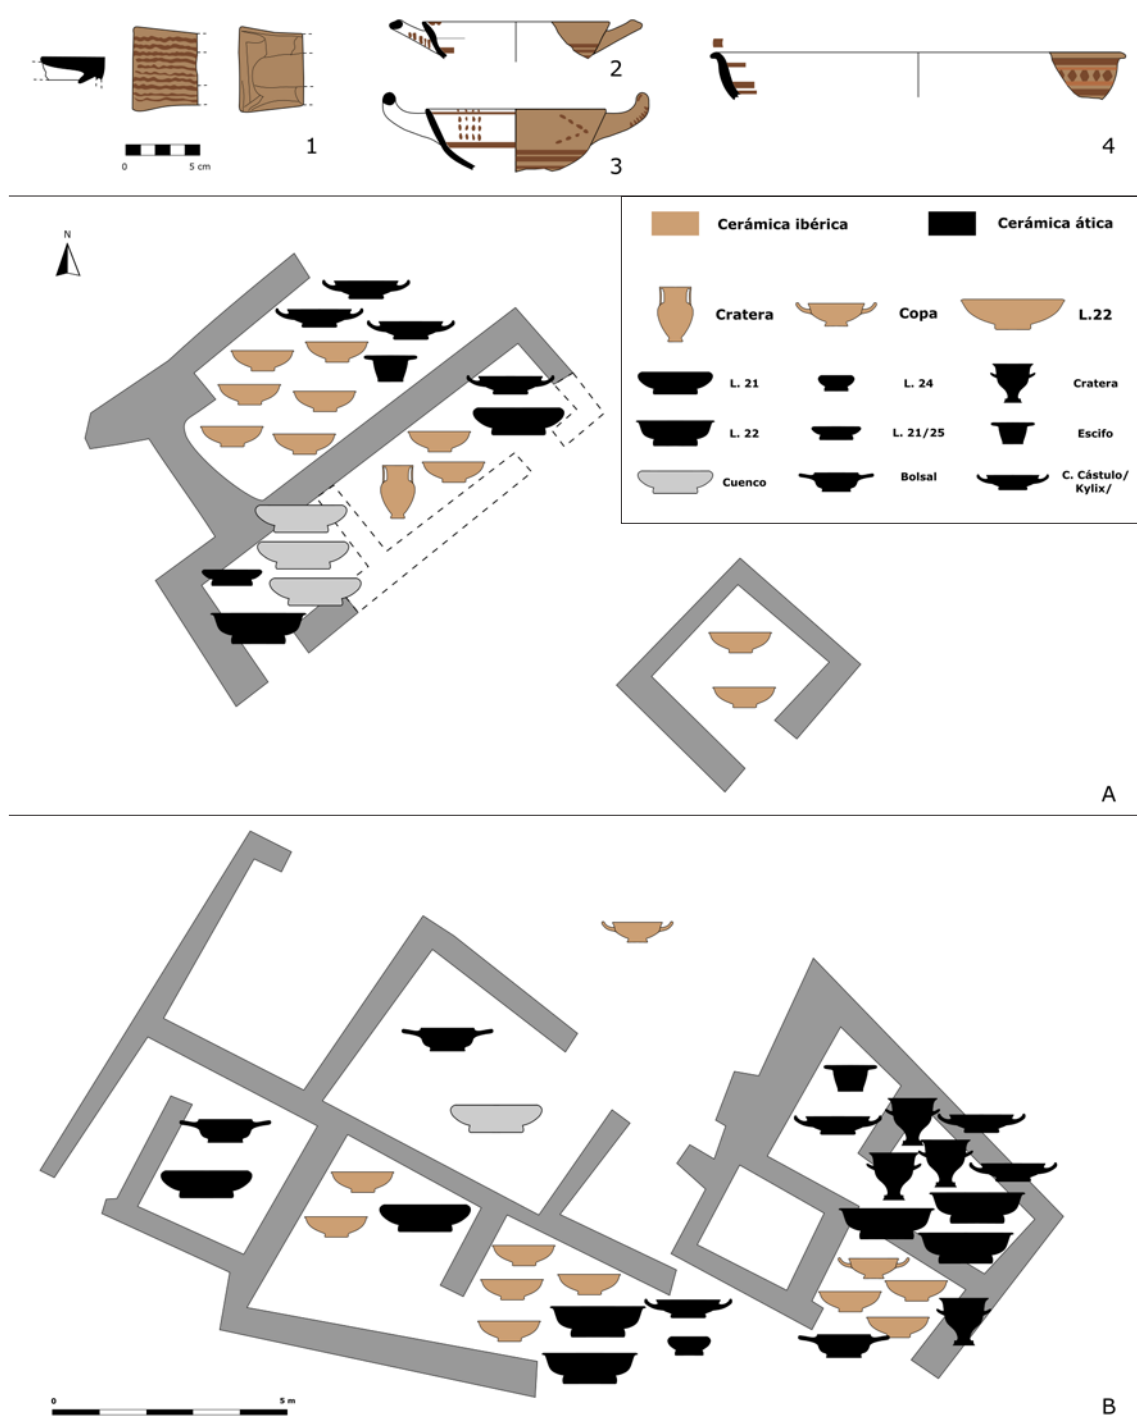 1
0 5 cm
2
3
4
N
Cerámica ibérica Cerámica ática
Cratera Copa L.22
L. 21 L. 24 Cratera
L. 22 L. 21/25 Escifo
Cuenco Bolsal C. Cástulo/
Kylix/
A
0 5 m
B